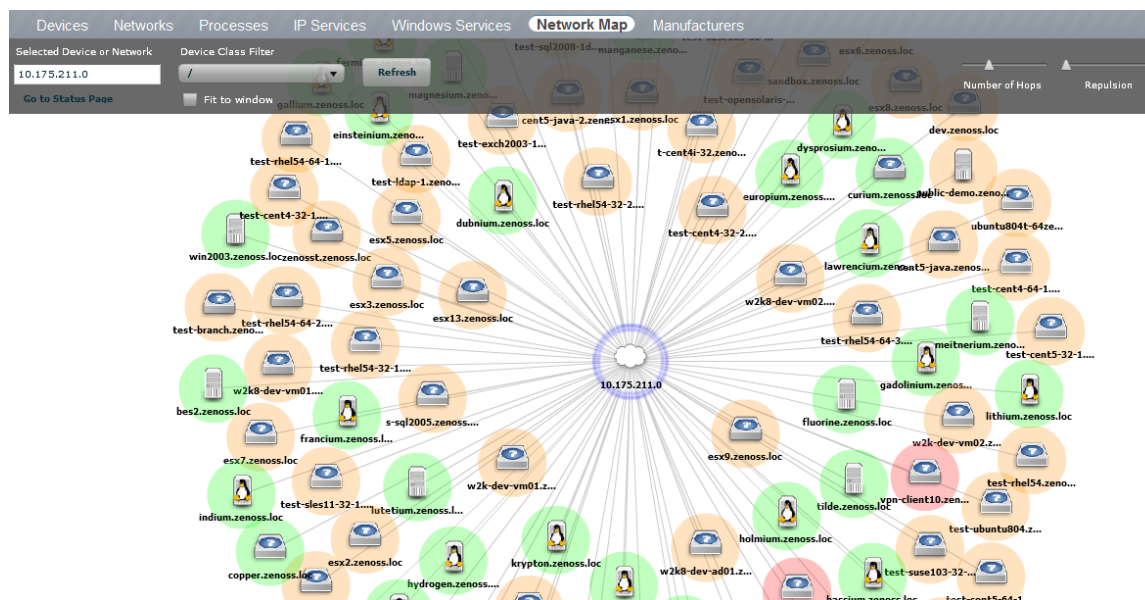 Devices Networks Processes IP Services Windows Services Network Map Manufacturers
Selected Device or Network Device Class Filter
10.175.211.0 / Refresh
Go to Status Page Fit to window
Number of Hops Repulsion
test-sql2008-1d... manganese.zeno... esx6.zenoss.loc
sandbox.zenoss.loc
magnesium.zeno... test-opensolaris-...
gallium.zenoss.loc esx8.zenoss.loc
cent5-java-2.zenoss esx1.zenoss.loc
einsteinium.zeno... dev.zenoss.loc
test-exch2003-1... dysprosium.zeno...
t-cent4i-32.zeno...
test-rhel54-64-1....
test-ldap-1.zeno... public-demo.zeno...
europium.zenoss.... curium.zenoss.loc
test-rhel54-32-2....
test-cent4-32-1....
dubnium.zenoss.loc ubuntu804t-64ze...
esx5.zenoss.loc test-cent4-32-2....
win2003.zenoss.loc zenosst.zenoss.loc
lawrencium.zeno... cent5-java.zenos...
test-cent4-64-1....
esx3.zenoss.loc w2k8-dev-vm02....
esx13.zenoss.loc
test-branch.zeno... test-rhel54-64-2....
test-rhel54-64-3.... meitnerium.zeno...
test-cent5-32-1....
test-rhel54-32-1....
10.175.211.0 gadolinium.zenos...
w2k8-dev-vm01....
bes2.zenoss.loc lithium.zenoss.loc
s-sql2005.zenoss.... fluorine.zenoss.loc
francium.zenoss.l... w2k-dev-vm02.z...
esx7.zenoss.loc esx9.zenoss.loc
w2k-dev-vm01.z... test-rhel54.zeno...
vpn-client10.zen...
test-sles11-32-1.... lutetium.zenoss.l... tilde.zenoss.loc
indium.zenoss.loc
test-ubuntu804.z...
holmium.zenoss.loc
esx2.zenoss.loc krypton.zenoss.loc
copper.zenoss.loc w2k8-dev-ad01.z... test-suse103-32-...
hydrogen.zenoss....
hassium.zenoss.loc test-cent5-64-1